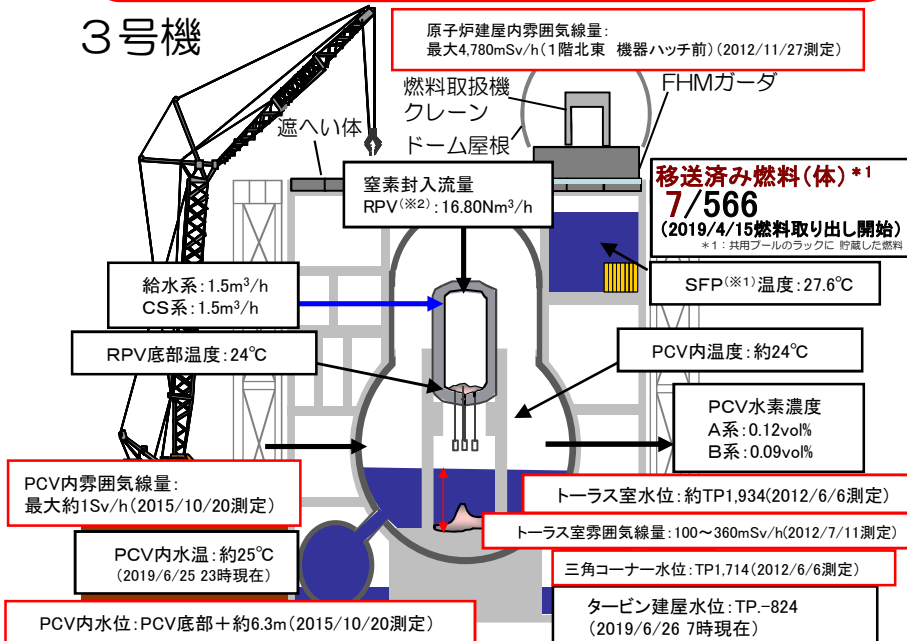 3号機
原子炉建屋内雰囲気線量:
最大4,780mSv/h(1階北東 機器ハッチ前)(2012/11/27測定)
燃料取扱機
クレーン
FHMガーダ
遮へい体
ドーム屋根
窒素封入流量
RPV(※2):16.80Nm³/h
移送済み燃料(体)*1
7/566
(2019/4/15燃料取り出し開始)
*1:共用プールのラックに 貯蔵した燃料
給水系:1.5m³/h
CS系:1.5m³/h
SFP(※1)温度:27.6℃
RPV底部温度:24℃
PCV内温度:約24℃
PCV水素濃度
A系:0.12vol%
B系:0.09vol%
PCV内雰囲気線量:
最大約1Sv/h(2015/10/20測定)
トーラス室水位:約TP1,934(2012/6/6測定)
トーラス室雰囲気線量:100~360mSv/h(2012/7/11測定)
PCV内水温:約25℃
(2019/6/25 23時現在)
三角コーナー水位:TP1,714(2012/6/6測定)
PCV内水位:PCV底部+約6.3m(2015/10/20測定)
タービン建屋水位:TP.-824
(2019/6/26 7時現在)